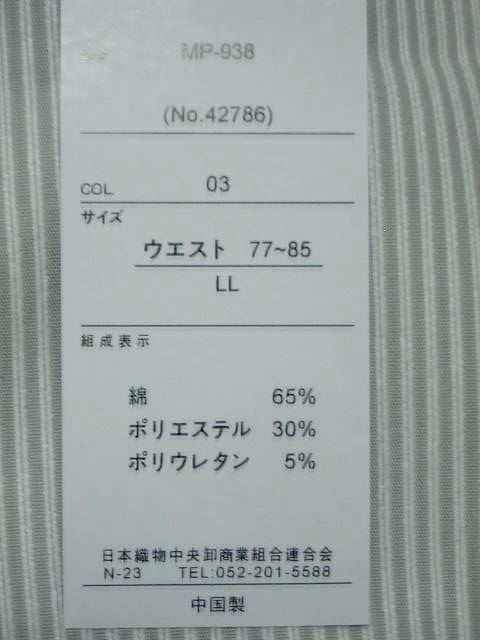 MP-938
(No.42786)
COL. 03
サイズ
ウエスト 77~85
LL
組成表示
綿 65%
ポリエステル 30%
ポリウレタン 5%
日本織物中央卸商業組合連合会
N-23 TEL:052-201-5588
中国製